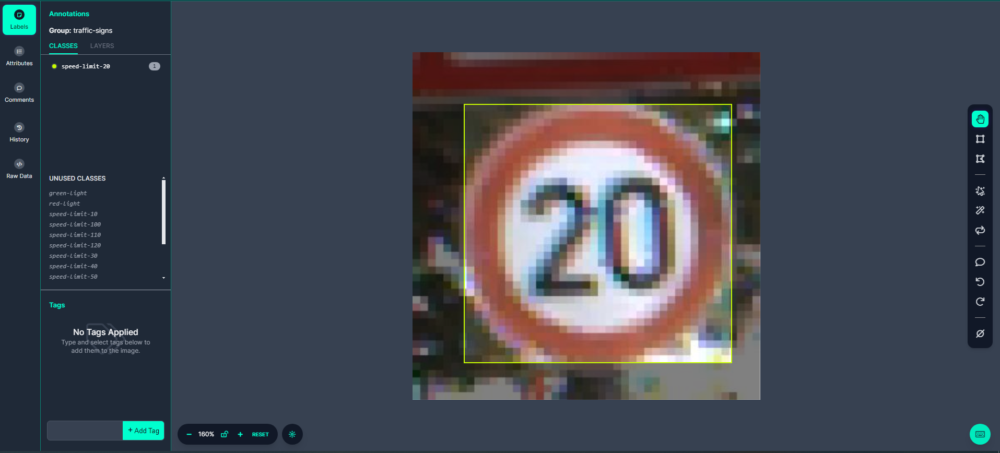 Labels
Attributes
Comments
History
Raw Data
Annotations
Group: traffic-signs
CLASSES LAYERS
speed-limit-20 1
UNUSED CLASSES
green-light
red-light
speed-limit-10
speed-limit-100
speed-limit-110
speed-limit-120
speed-limit-30
speed-limit-40
speed-limit-50
Tags
No Tags Applied
Type and select tags below to
add them to the image.
+ Add Tag
20
160% RESET